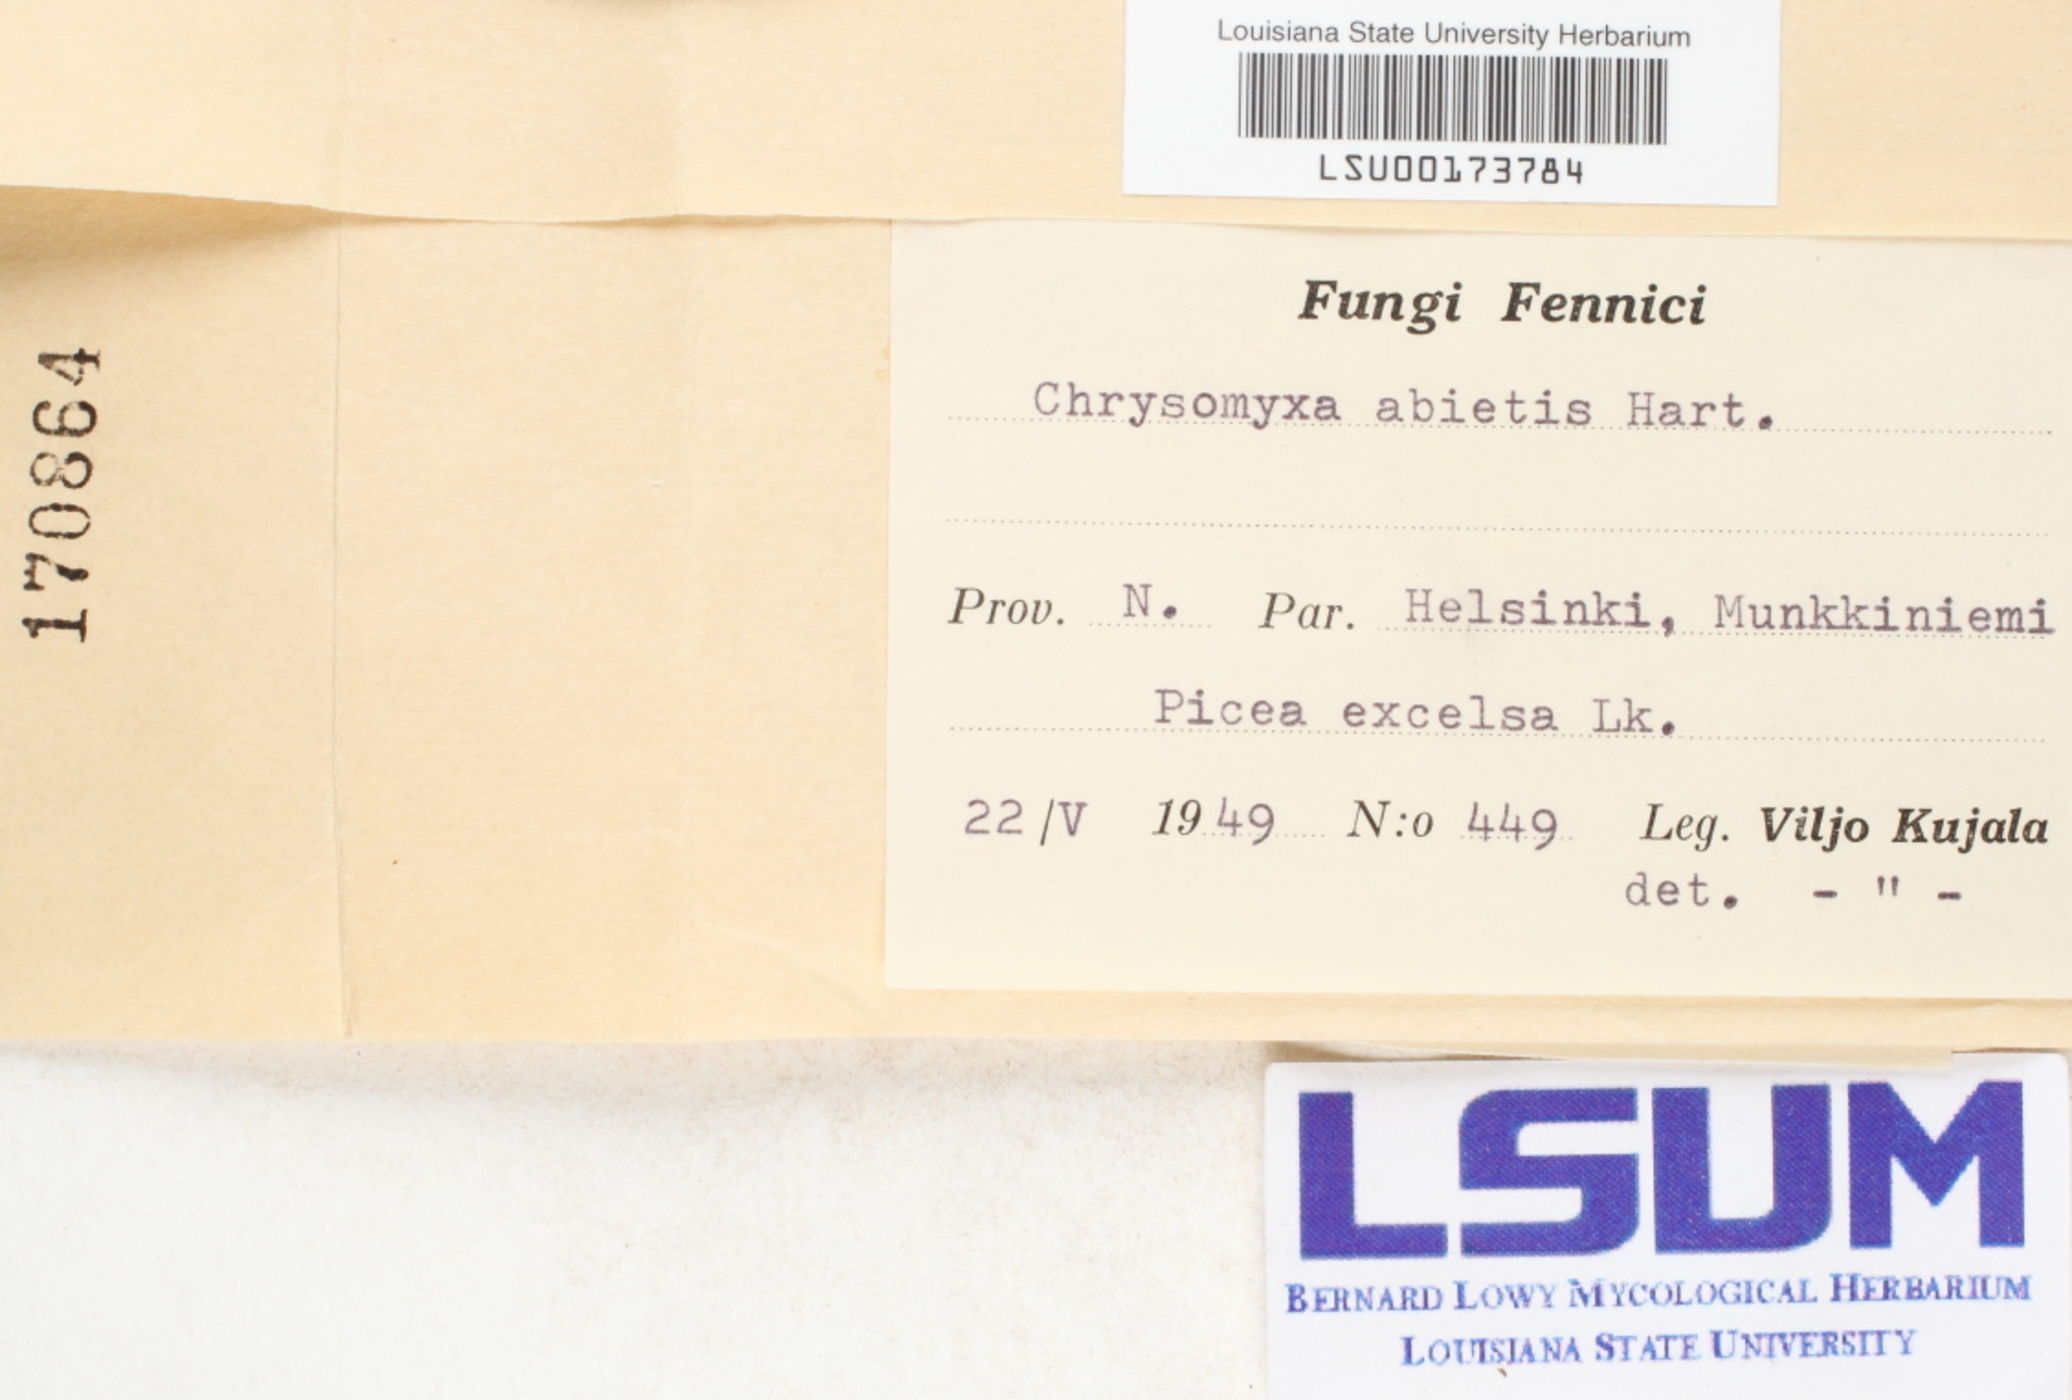 Louisiana State University Herbarium
LSU00173784
170864
Fungi Fennici
Chrysomyxa abietis Hart.
Prov. N. Par. Helsinki, Munkkiniemi
Picea excelsa Lk.
22/V 1949 N:o 449 Leg. Viljo Kujala
det. - " -
LSUM
BERNARD LOWY MYCOLOGICAL HERBARIUM
LOUISIANA STATE UNIVERSITY